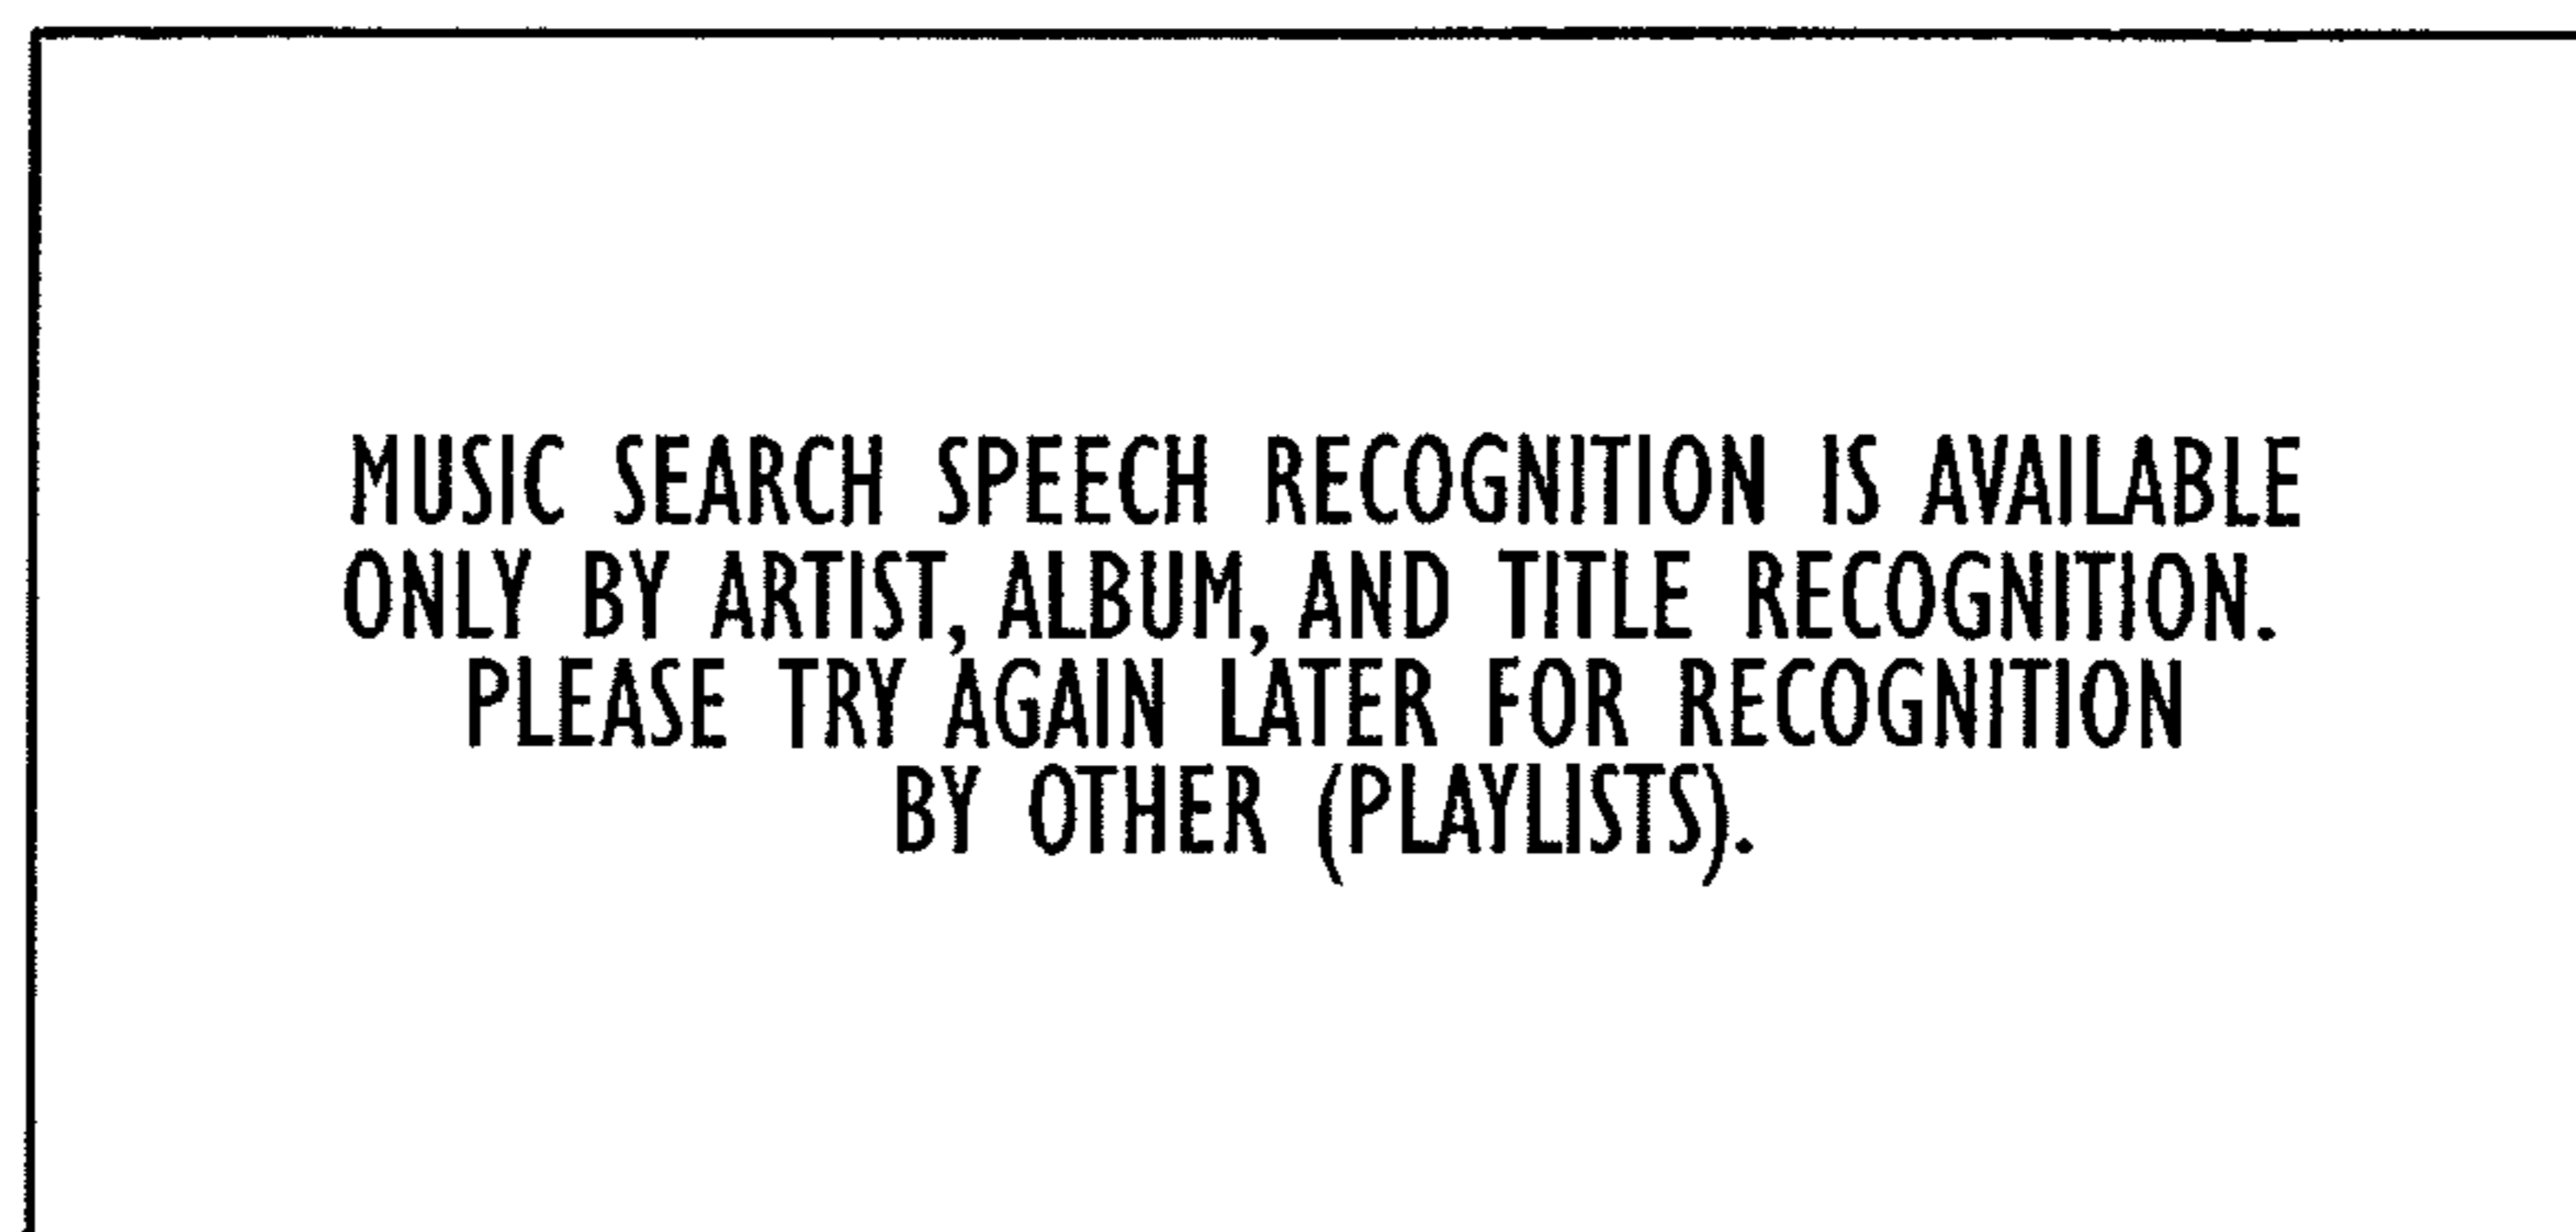 MUSIC SEARCH SPEECH RECOGNITION IS AVAILABLE
ONLY BY ARTIST, ALBUM, AND TITLE RECOGNITION.
PLEASE TRY AGAIN LATER FOR RECOGNITION
BY OTHER (PLAYLISTS).